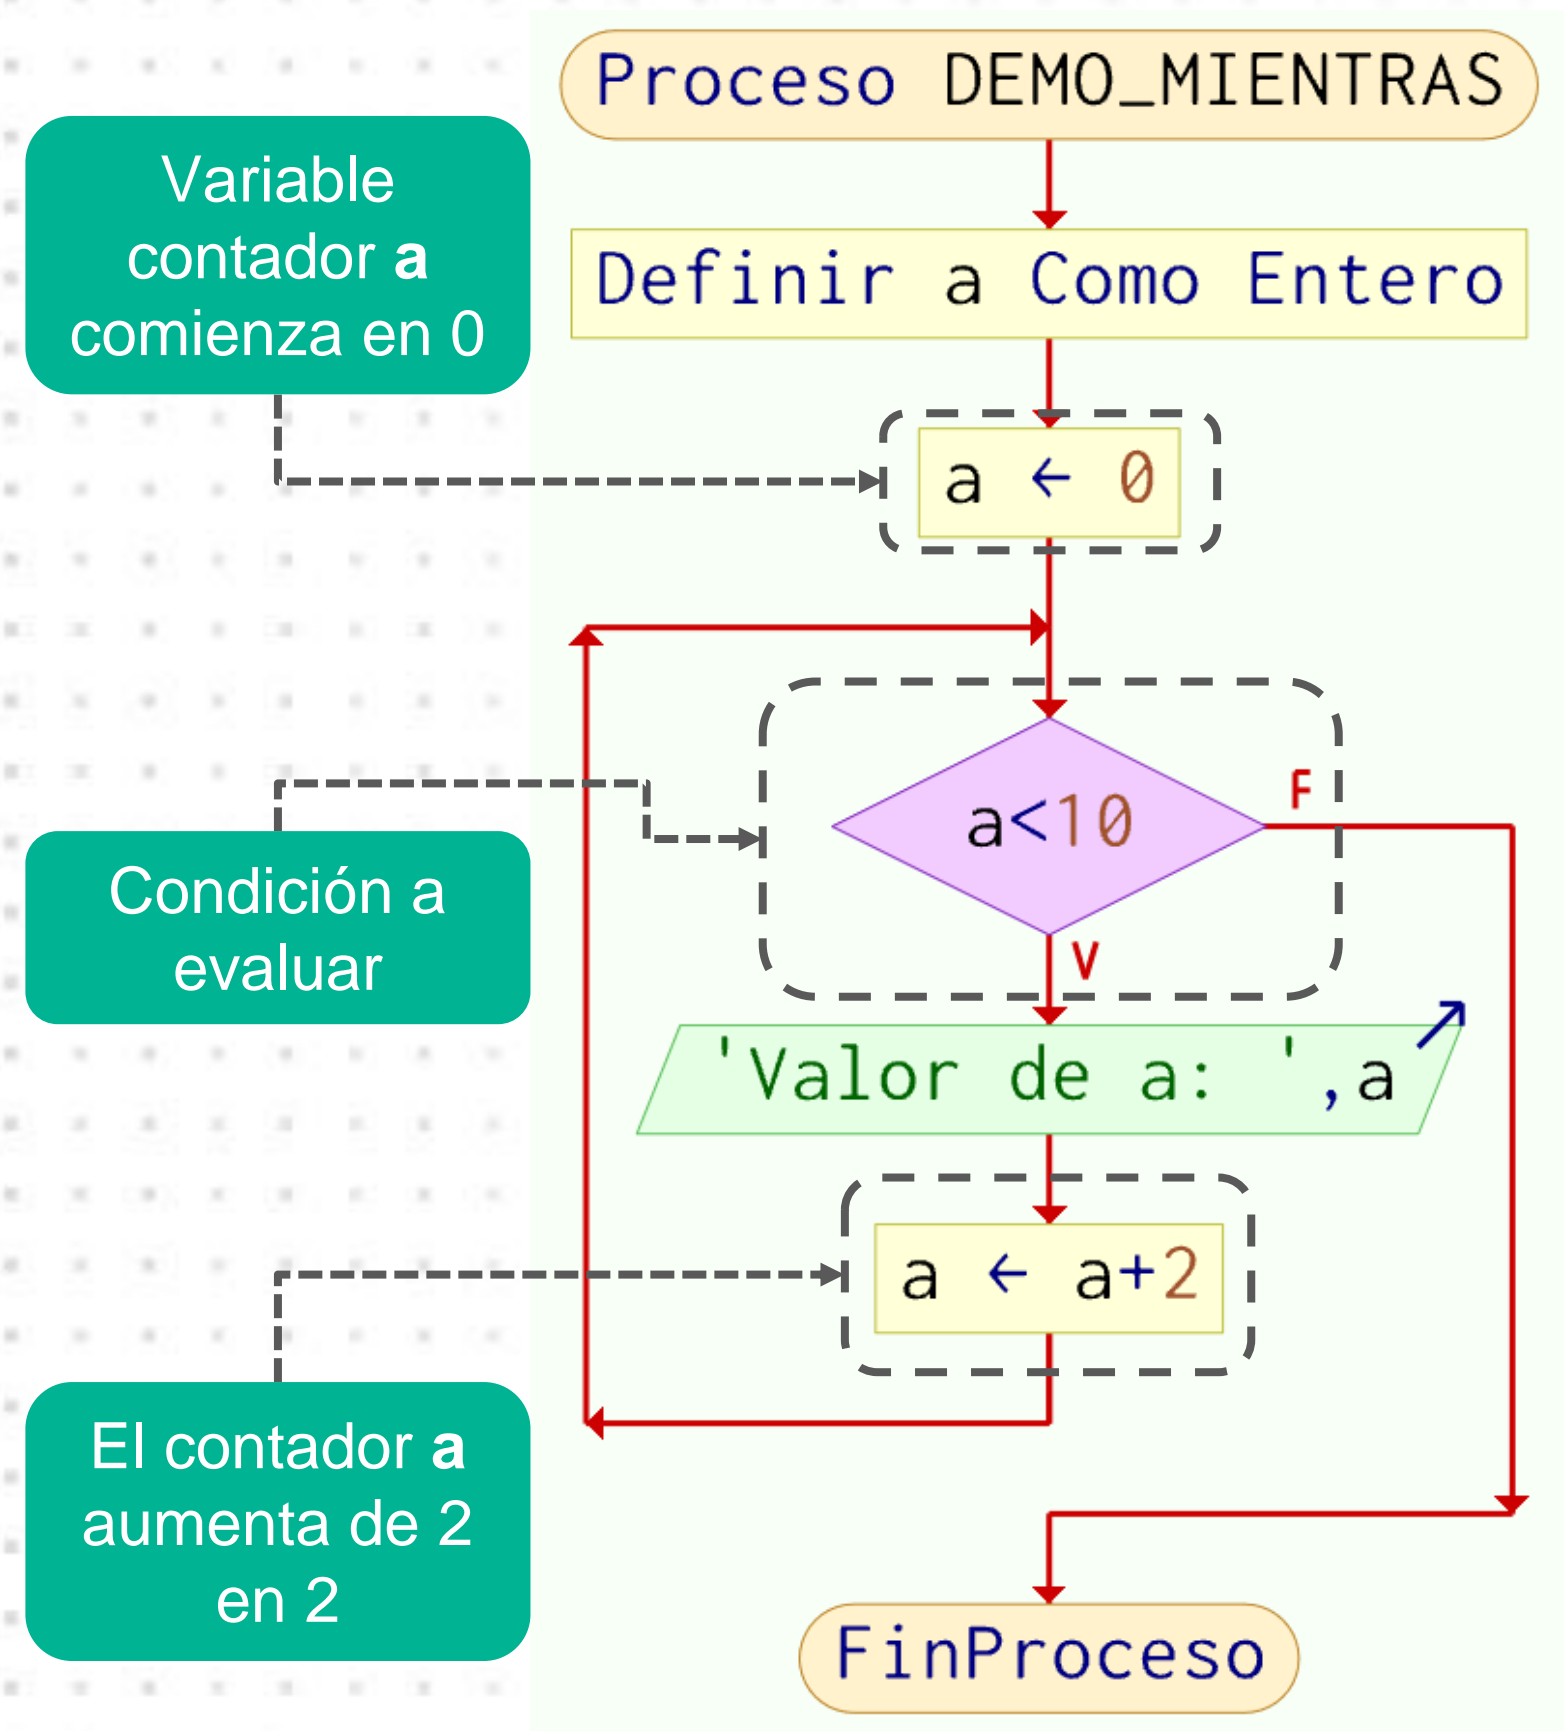 Proceso DEMO_MIENTRAS
Variable
contador a
comienza en 0
Definir a Como Entero
a ← 0
a<10
F
V
Condición a
evaluar
'Valor de a: ',a
a ← a+2
El contador a
aumenta de 2
en 2
FinProceso